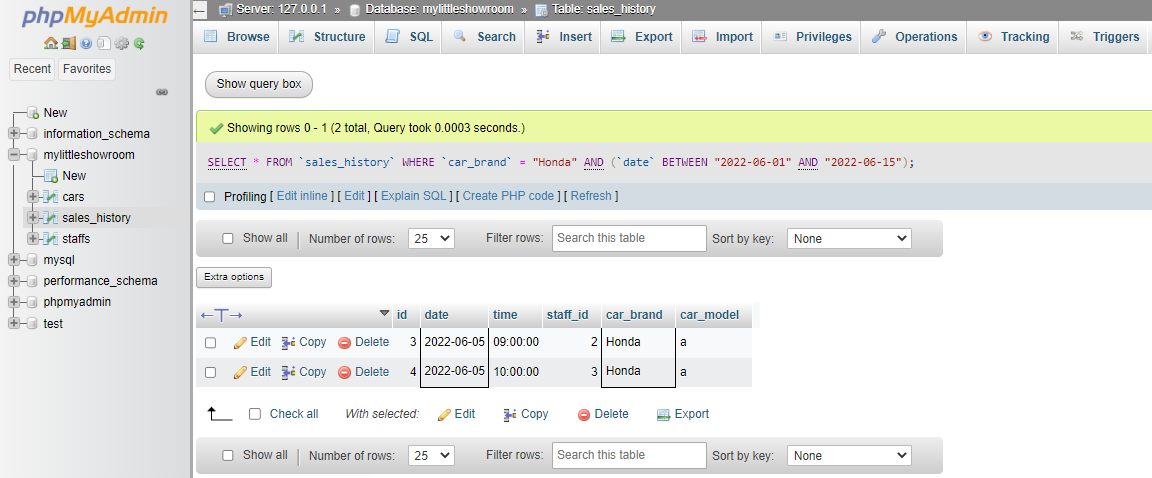 phpMyAdmin
Recent Favorites
New
information_schema
mylittleshowroom
New
cars
sales_history
staffs
mysql
performance_schema
phpmyadmin
test
Server: 127.0.0.1 » Database: mylittleshowroom » Table: sales_history
Browse Structure SQL Search Insert Export Import Privileges Operations Tracking Triggers
Show query box
Showing rows 0 - 1 (2 total, Query took 0.0003 seconds.)
SELECT * FROM `sales_history` WHERE `car_brand` = "Honda" AND (`date` BETWEEN "2022-06-01" AND "2022-06-15");
Profiling [ Edit inline ] [ Edit ] [ Explain SQL ] [ Create PHP code ] [ Refresh ]
Show all | Number of rows: 25 Filter rows: Search this table Sort by key: None
Extra options
←T→ id date time staff_id car_brand car_model
Edit Copy Delete 3 2022-06-05 09:00:00 2 Honda a
Edit Copy Delete 4 2022-06-05 10:00:00 3 Honda a
Check all With selected: Edit Copy Delete Export
Show all | Number of rows: 25 Filter rows: Search this table Sort by key: None